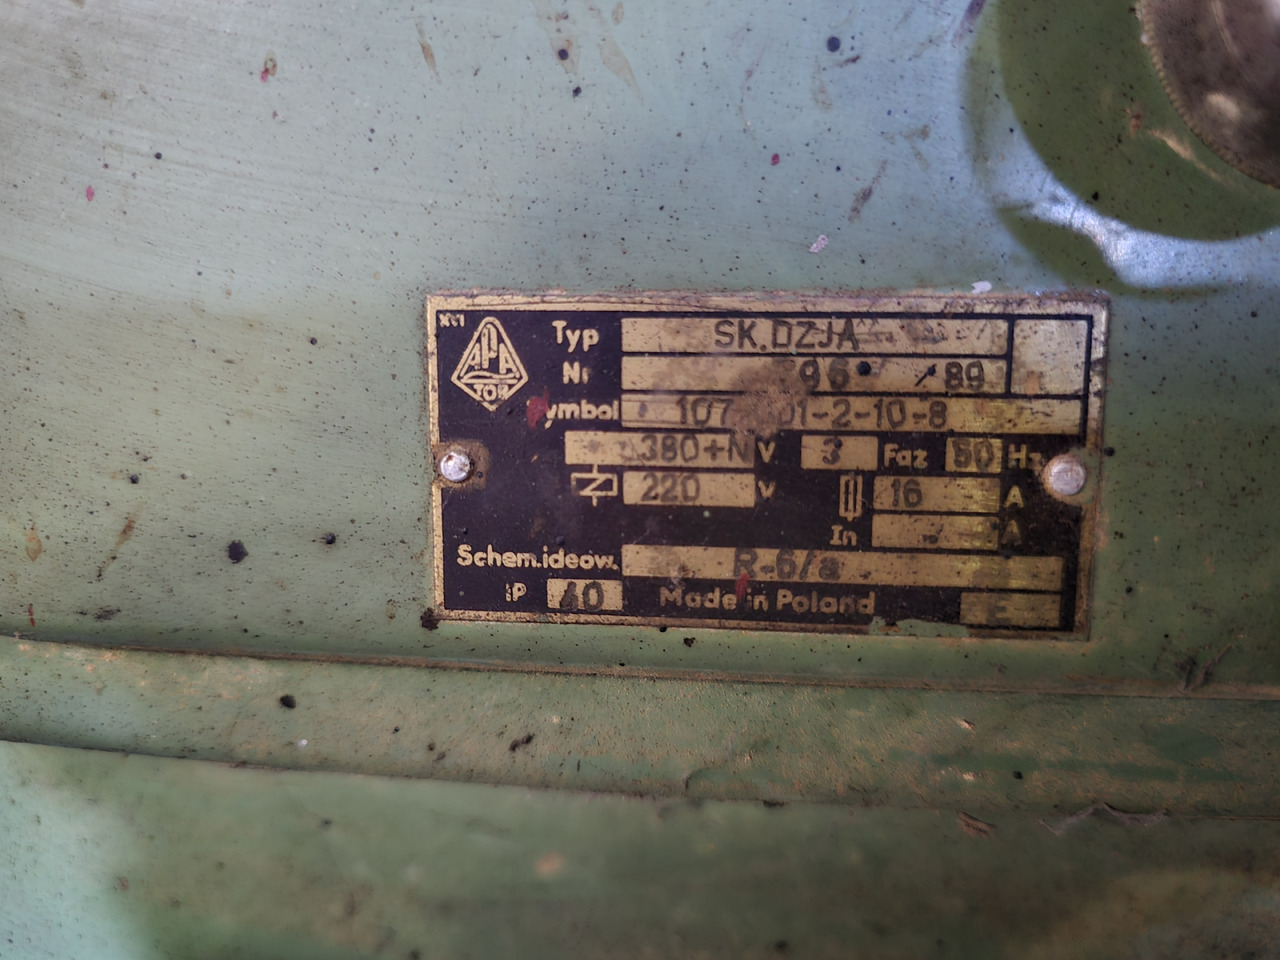 APA
TOR
Typ SK.DZJA
Nr 96 / 89
ymbol 107 01-2-10-8
380+N V 3 Faz 50 Hz
220 V 16 A
In A
Schem.ideow. R-6/a
IP 40 Made in Poland E